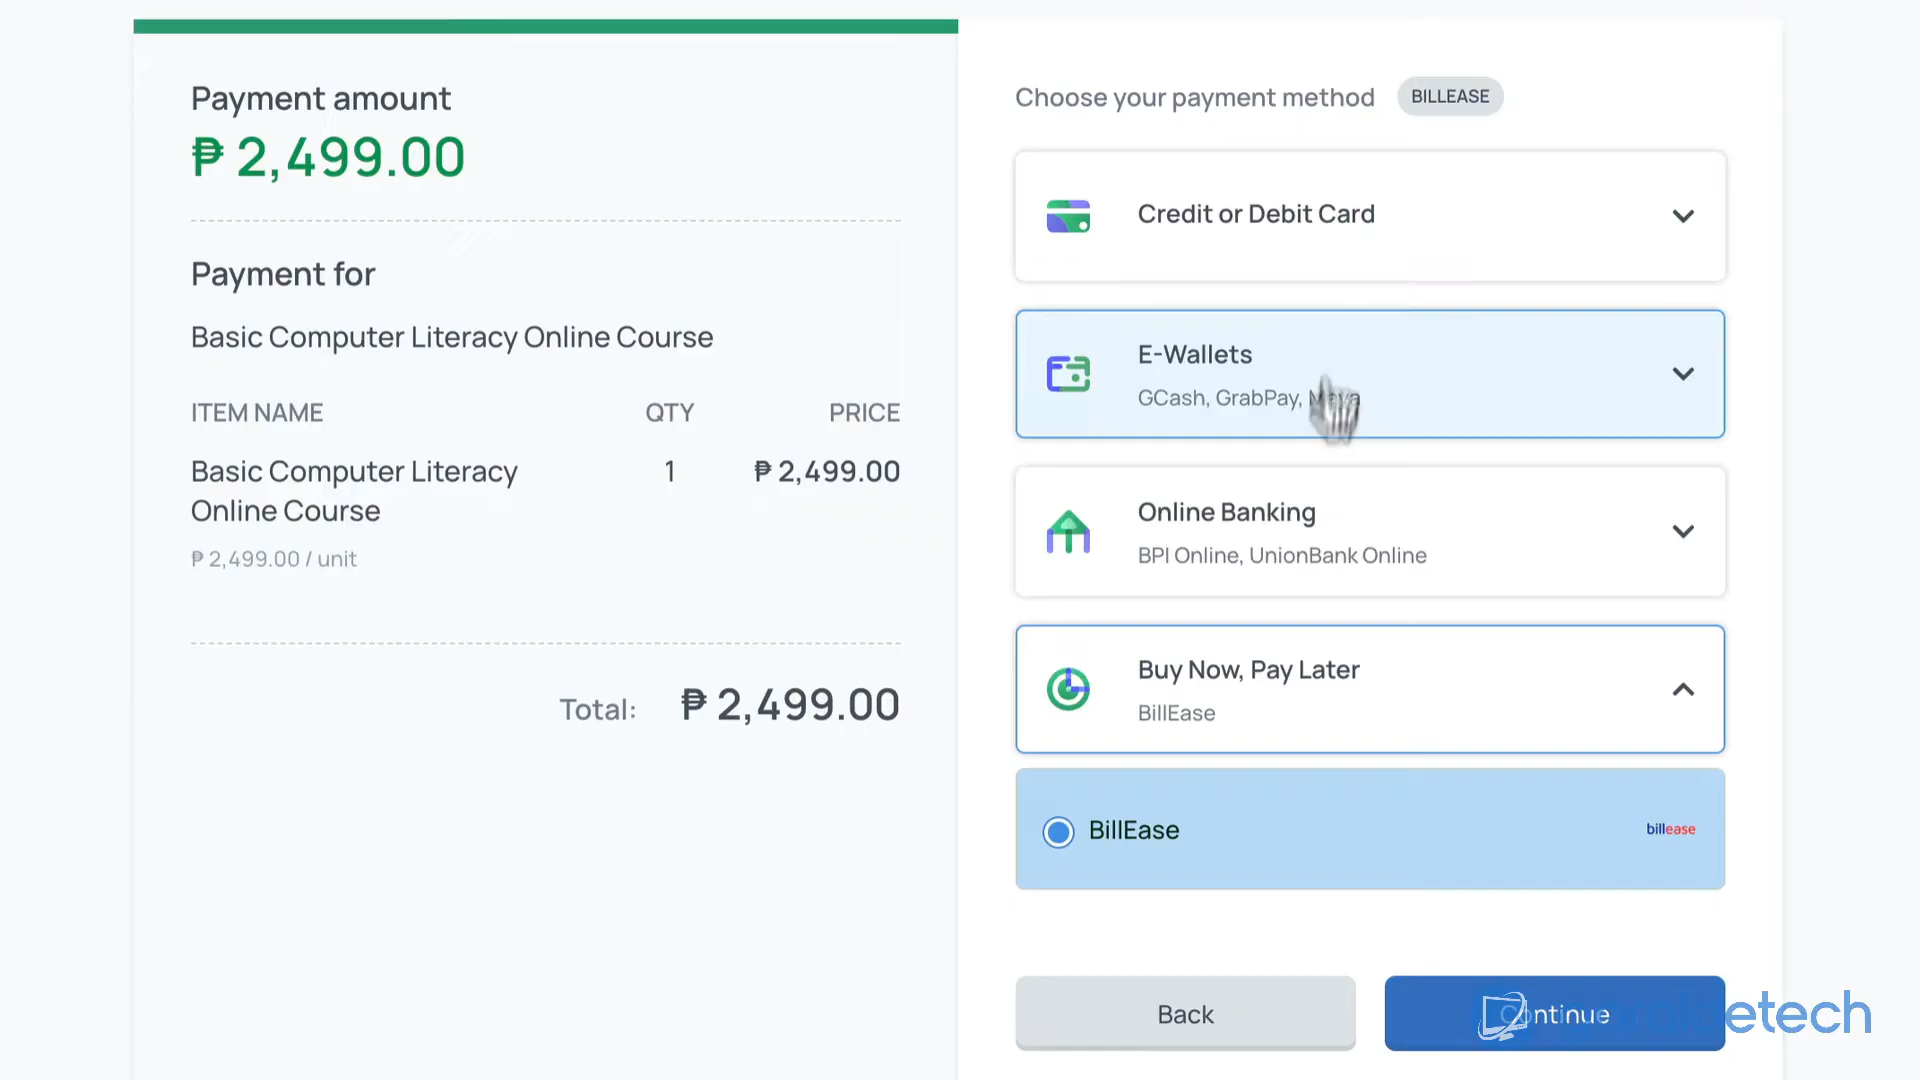 Payment amount
₱ 2,499.00
Payment for
Basic Computer Literacy Online Course
ITEM NAME QTY PRICE
Basic Computer Literacy 1 ₱ 2,499.00
Online Course
₱ 2,499.00 / unit
Total: ₱ 2,499.00
Choose your payment method BILLEASE
Credit or Debit Card
E-Wallets
GCash, GrabPay, Maya
Online Banking
BPI Online, UnionBank Online
Buy Now, Pay Later
BillEase
BillEase billease
Back Continue